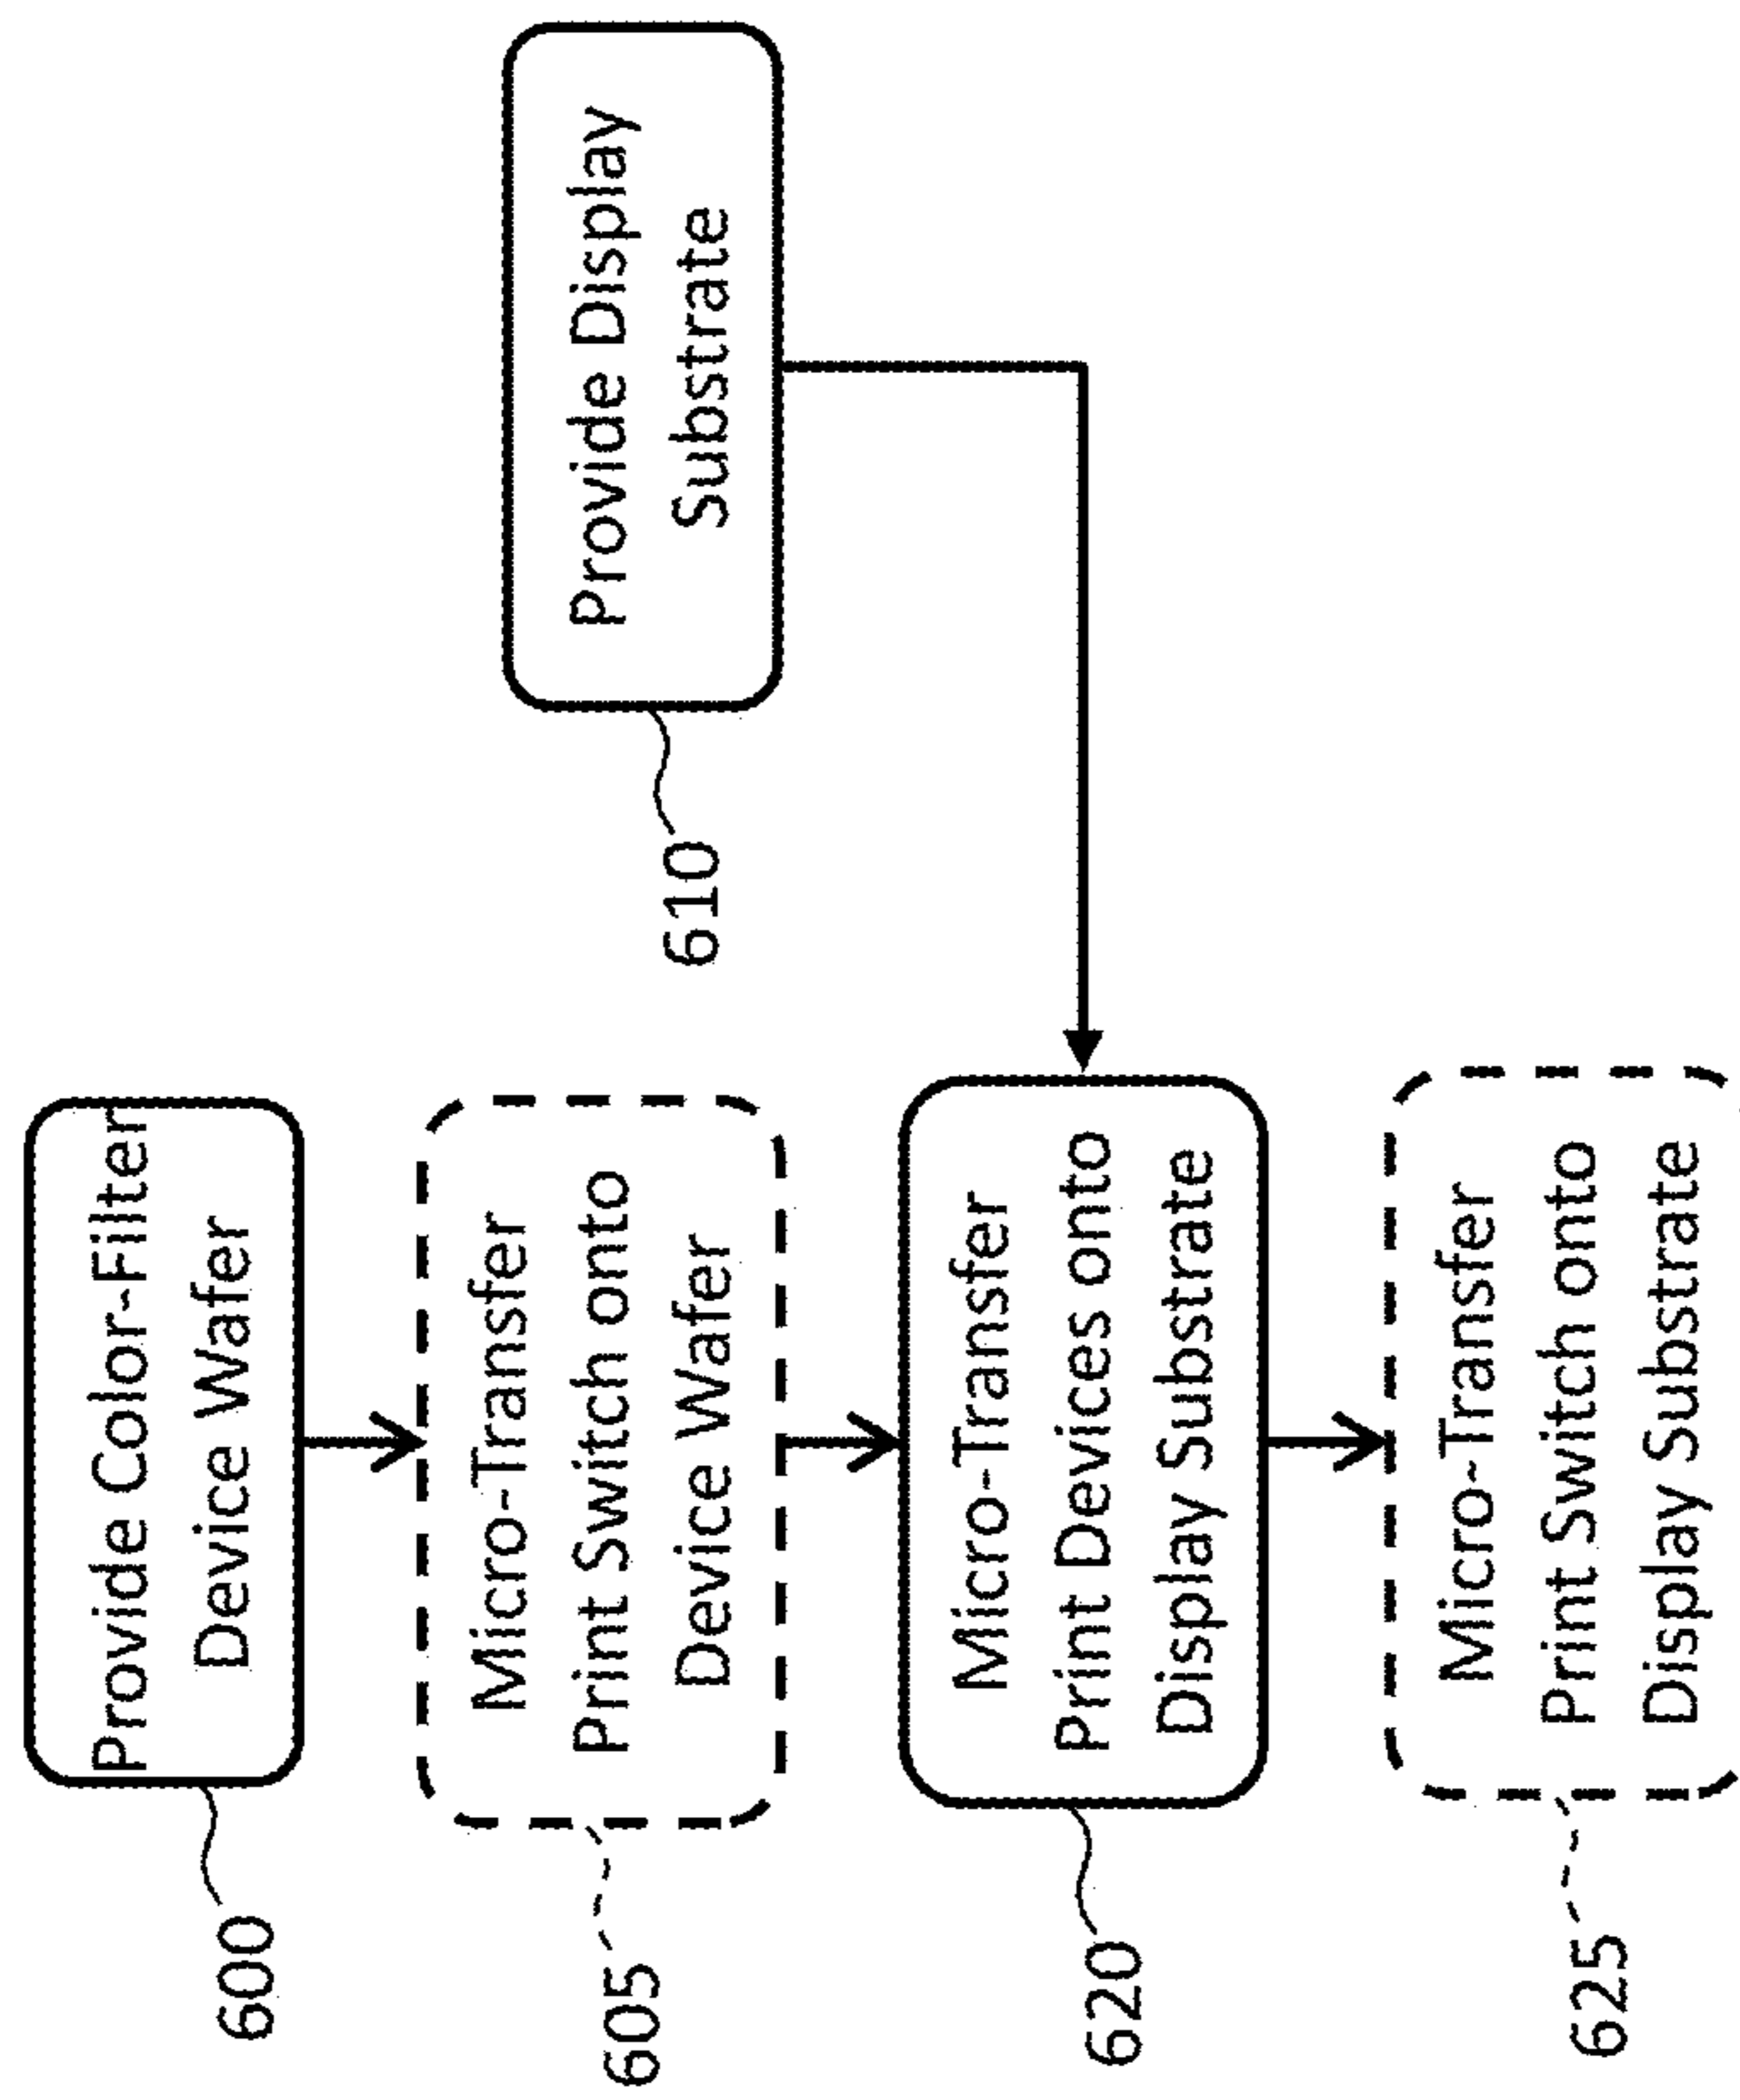 600
Provide Color-Filter
Device Wafer
605
Micro-Transfer
Print Switch onto
Device Wafer
610
Provide Display
Substrate
620
Micro-Transfer
Print Devices onto
Display Substrate
625
Micro-Transfer
Print Switch onto
Display Substrate